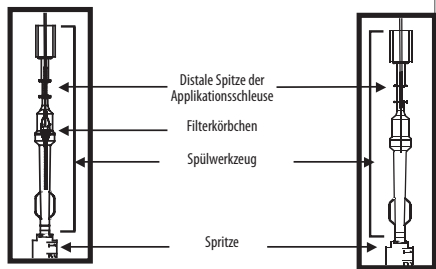 Distale Spitze der
Applikationsschleuse
Filterkörbchen
Spülwerkzeug
Spritze